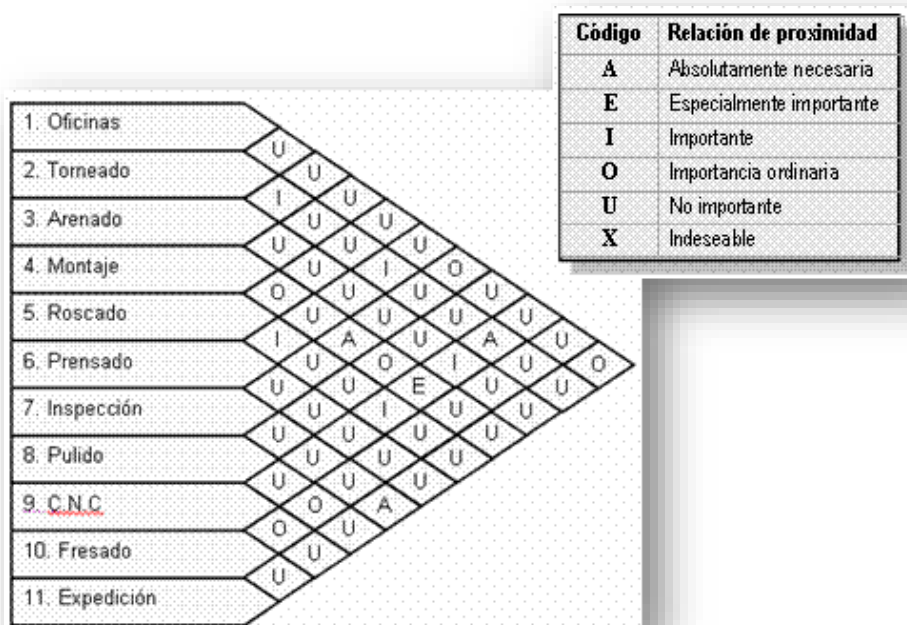 Código Relación de proximidad
A Absolutamente necesaria
E Especialmente importante
I Importante
O Importancia ordinaria
U No importante
X Indeseable
1. Oficinas
U
2. Torneado U
I U
3. Arenado U U
U U U
4. Montaje U I O
O U U U
5. Roscado U U U U
I A U A U
6. Prensado U O I U O
U U E U U
7. Inspección U I U U
U U U U
8. Pulido U U U
U U U
9. C.N.C O A
O U
10. Fresado U
U
11. Expedición